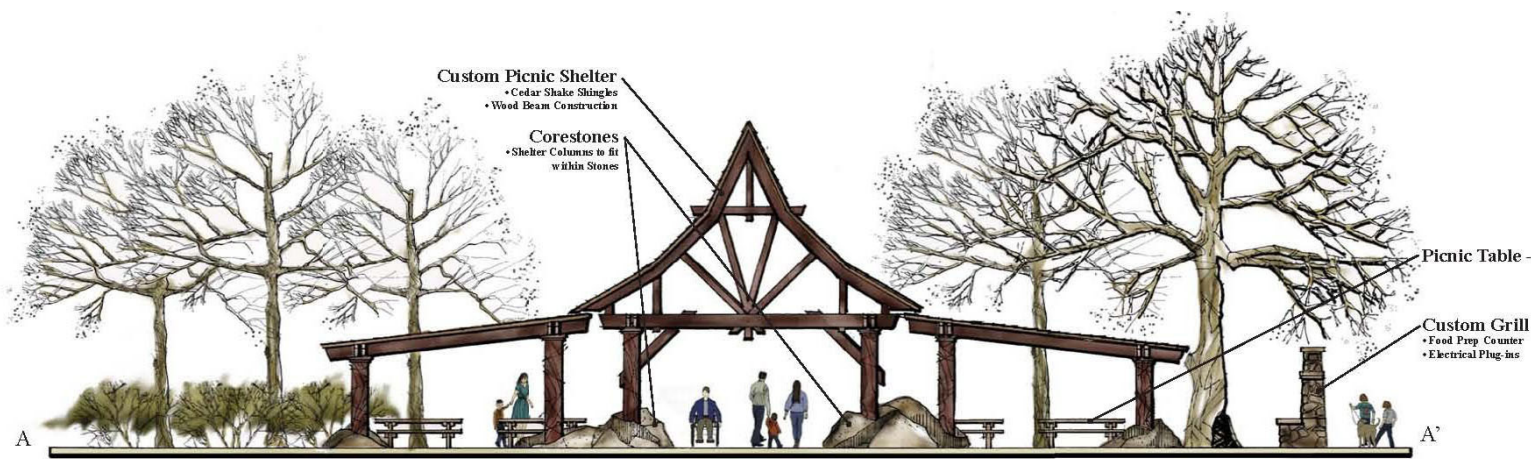 Custom Picnic Shelter
• Cedar Shake Shingles
• Wood Beam Construction
Corestones
• Shelter Columns to fit
within Stones
Picnic Table -
Custom Grill
• Food Prep Counter
• Electrical Plug-ins
A
A'